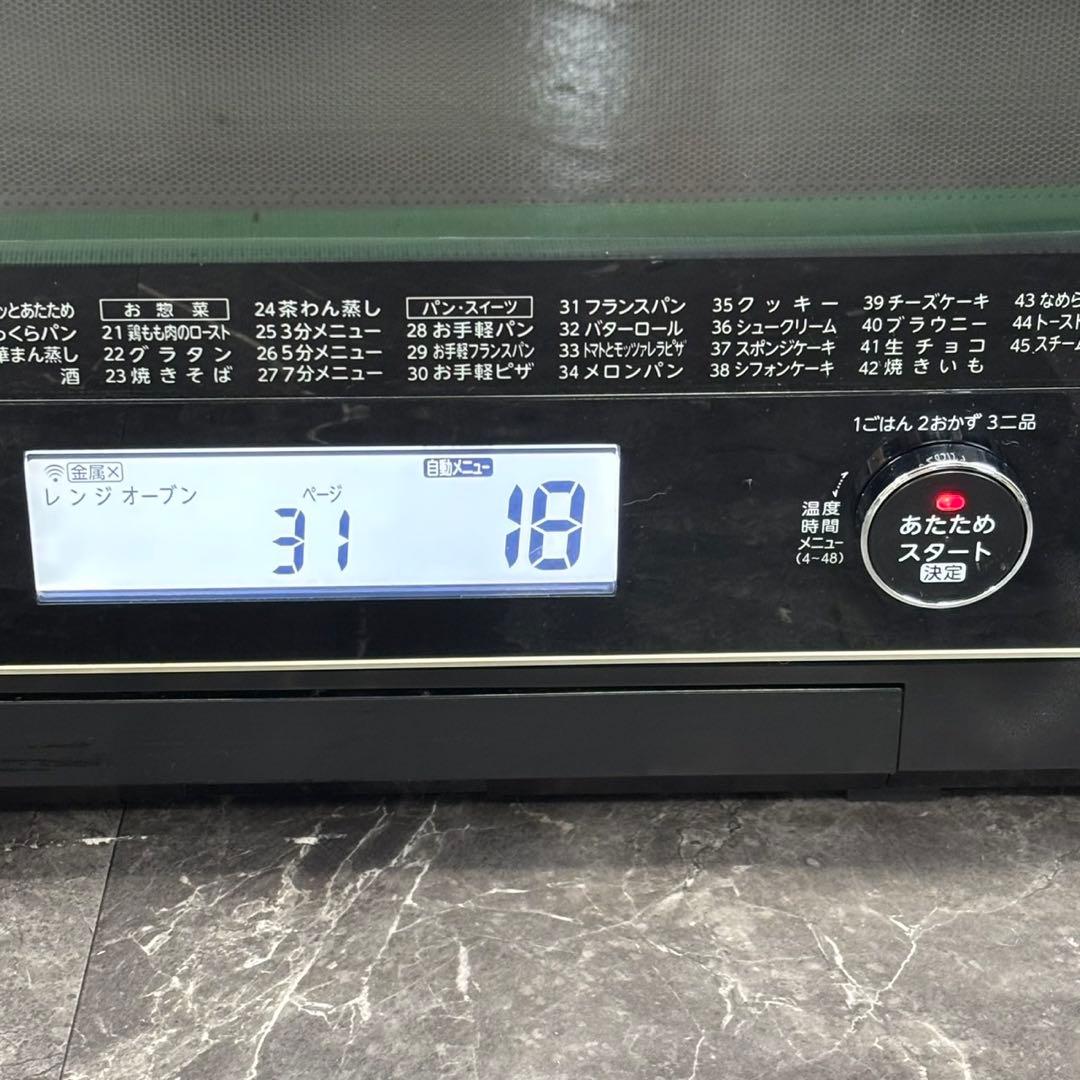 っとあたため
っくらパン
華まん蒸し
酒
お惣菜
21 鶏もも肉のロースト
22 グラタン
23 焼きそば
24 茶わん蒸し
25 3分メニュー
26 5分メニュー
27 7分メニュー
パン・スイーツ
28 お手軽パン
29 お手軽フランスパン
30 お手軽ピザ
31 フランスパン
32 バターロール
33 トマトとモッツァレラピザ
34 メロンパン
35 クッキー
36 シュークリーム
37 スポンジケーキ
38 シフォンケーキ
39 チーズケーキ
40 ブラウニー
41 生チョコ
42 焼きいも
43 なめら
44 トースト
45 スチーム
金属×
自動メニュー
レンジ オーブン
ページ
31
18
1ごはん 2おかず 3二品
温度
時間
メニュー
(4~48)
あたため
スタート
決定